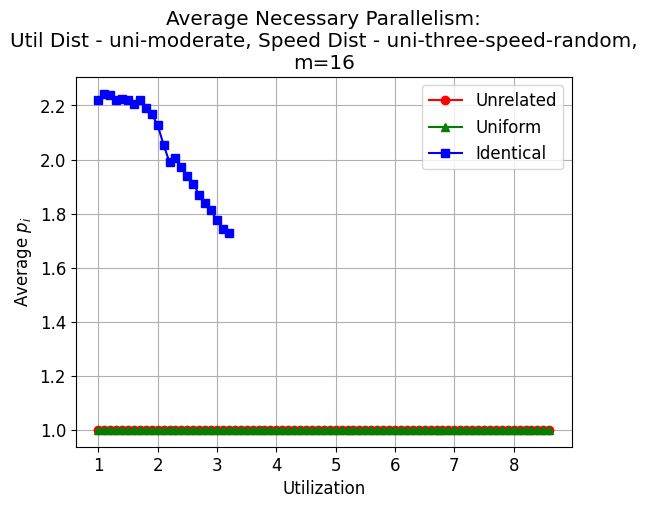 Average Necessary Parallelism:
Util Dist - uni-moderate, Speed Dist - uni-three-speed-random,
m=16
Unrelated
Uniform
Identical
2.2
2.0
1.8
1.6
1.4
1.2
1.0
Average pᵢ
1 2 3 4 5 6 7 8
Utilization